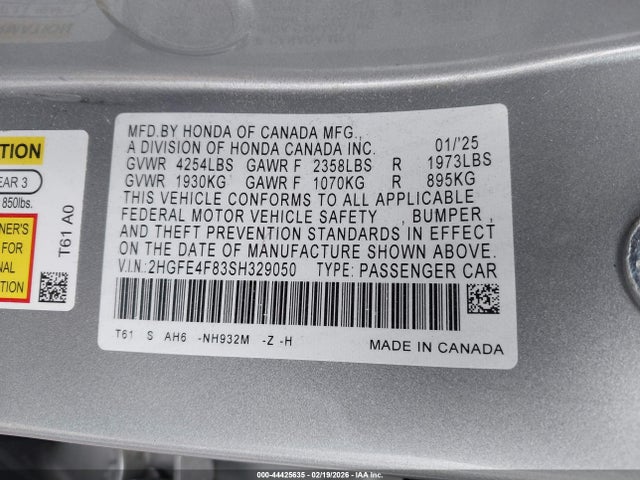 MFD.BY HONDA OF CANADA MFG.,
A DIVISION OF HONDA CANADA INC. 01/'25
GVWR 4254LBS GAWR F 2358LBS R 1973LBS
GVWR 1930KG GAWR F 1070KG R 895KG
THIS VEHICLE CONFORMS TO ALL APPLICABLE
FEDERAL MOTOR VEHICLE SAFETY , BUMPER ,
AND THEFT PREVENTION STANDARDS IN EFFECT
ON THE DATE OF MANUFACTURE SHOWN ABOVE.
V.I.N.:2HGFE4F83SH329050 TYPE:PASSENGER CAR
T61 S AH6 -NH932M -Z -H
MADE IN CANADA
EAR 3
850lbs.
T61 A0
000-44425635 - 02/19/2026 - IAA Inc.